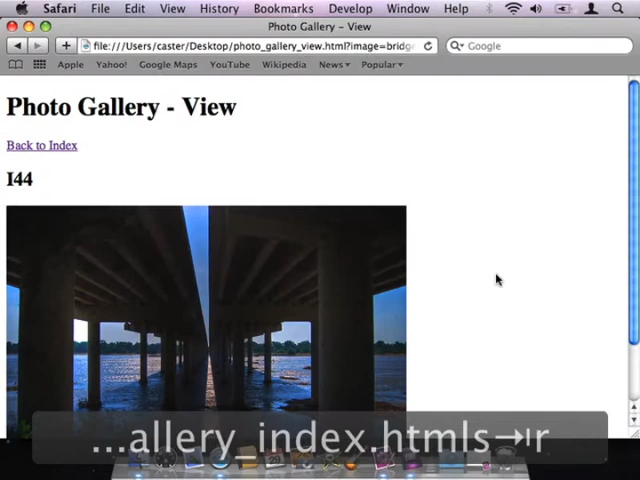 Safari File Edit View History Bookmarks Develop Window Help
Photo Gallery – View
file:///Users/caster/Desktop/photo_gallery_view.html?image=bridg
Google
Apple Yahoo! Google Maps YouTube Wikipedia News Popular
Photo Gallery - View
Back to Index
I44
...allery_index.htmls⇥r